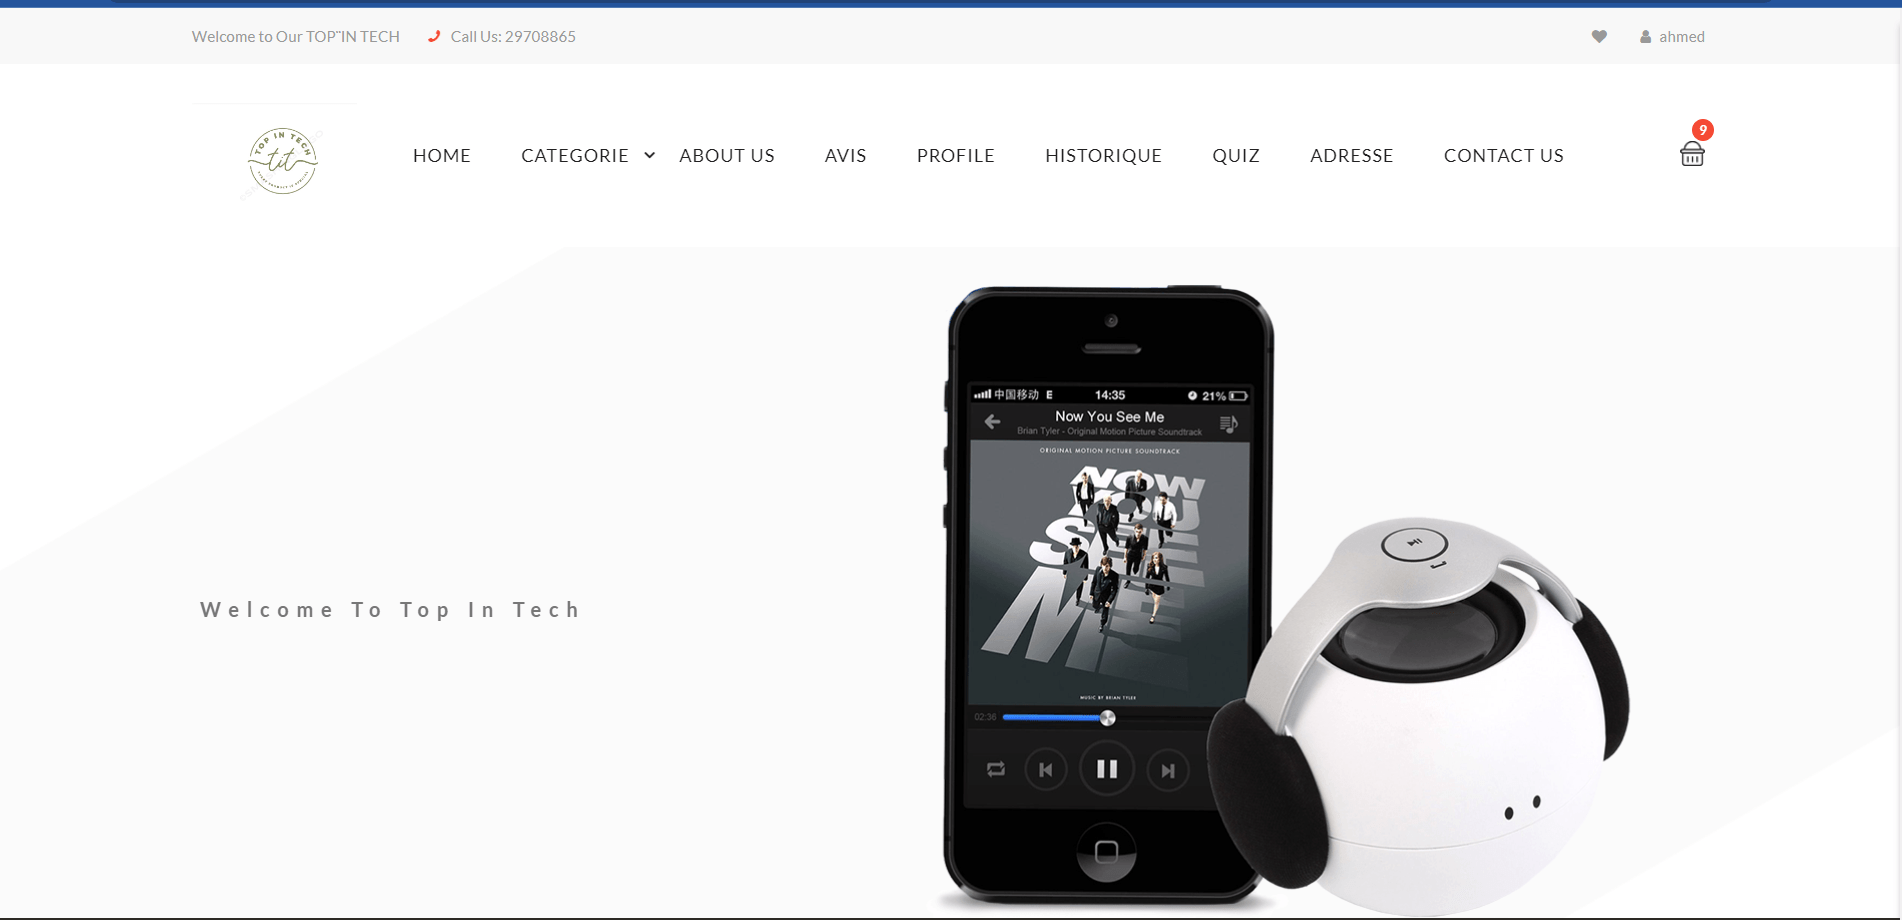 Welcome to Our TOP¨IN TECH
Call Us: 29708865
ahmed
TOP IN TECH
tit
HOME
CATEGORIE
ABOUT US
AVIS
PROFILE
HISTORIQUE
QUIZ
ADRESSE
CONTACT US
9
Welcome To Top In Tech
中国移动 E
14:35
21%
Now You See Me
Brian Tyler - Original Motion Picture Soundtrack
ORIGINAL MOTION PICTURE SOUNDTRACK
NOW
YOU
SEE
ME
MUSIC BY BRIAN TYLER
02:36